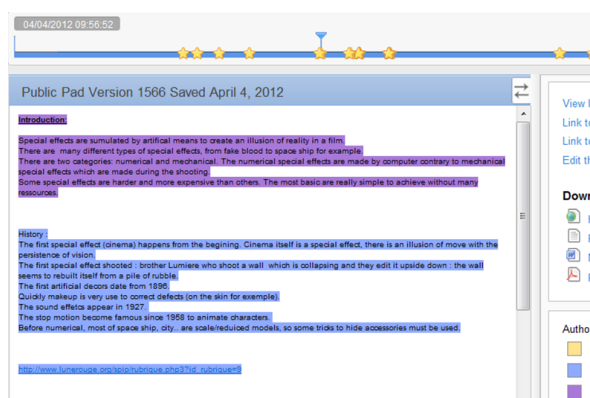 04/04/2012 09:56:52
Public Pad Version 1566 Saved April 4, 2012
Introduction:
Special effects are sumulated by artifical means to create an illusion of reality in a film.
There are many different types of special effects, from fake blood to space ship for example.
There are two categories: numerical and mechanical. The numerical special effects are made by computer contrary to mechanical
special effects which are made during the shooting.
Some special effects are harder and more expensive than others. The most basic are really simple to achieve without many
ressources.
History :
The first special effect (cinema) happens from the begining. Cinema itself is a special effect, there is an illusion of move with the
persistence of vision.
The first special effect shooted : brother Lumiere who shoot a wall which is collapsing and they edit it upside down : the wall
seems to rebuilt itself from a pile of rubble.
The first artificial decors date from 1896.
Quickly makeup is very use to correct defects (on the skin for exemple).
The sound effetcs appear in 1927.
The stop motion become famous since 1958 to animate characters.
Before numerical, most of space ship, city.. are scale/reduiced models, so some tricks to hide accessories must be used.
http://www.lunerouge.org/spip/rubrique.php3?id_rubrique=9
View
Link to
Link to
Edit th
Down
Autho